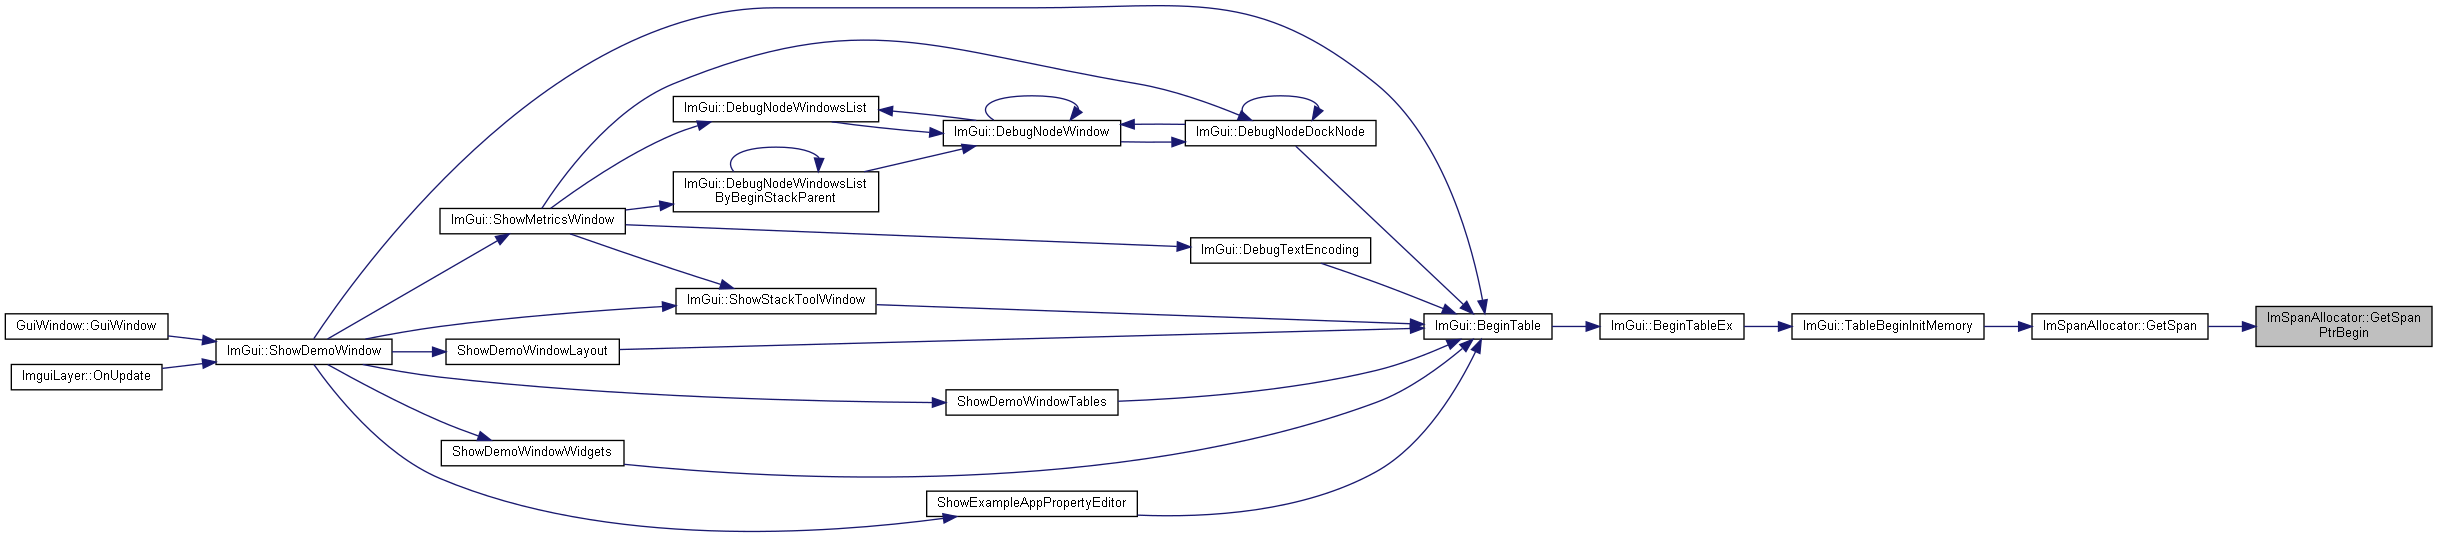 ImGui::DebugNodeWindowsList
ImGui::DebugNodeWindow
ImGui::DebugNodeDockNode
ImGui::DebugNodeWindowsList
ByBeginStackParent
ImGui::ShowMetricsWindow
ImGui::DebugTextEncoding
ImGui::ShowStackToolWindow
GuiWindow::GuiWindow
ImGui::BeginTable
ImGui::BeginTableEx
ImGui::TableBeginInitMemory
ImSpanAllocator::GetSpan
ImSpanAllocator::GetSpan
PtrBegin
ImGui::ShowDemoWindow
ShowDemoWindowLayout
ImguiLayer::OnUpdate
ShowDemoWindowTables
ShowDemoWindowWidgets
ShowExampleAppPropertyEditor